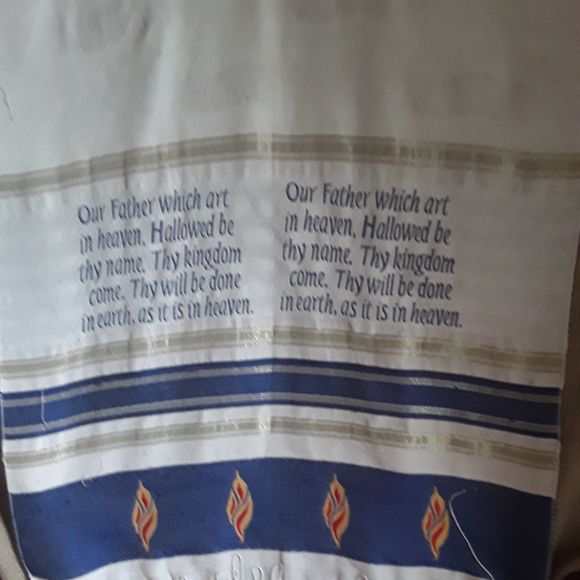 Our Father which art
in heaven, Hallowed be
thy name. Thy kingdom
come. Thy will be done
in earth, as it is in heaven.
Our Father which art
in heaven, Hallowed be
thy name. Thy kingdom
come. Thy will be done
in earth, as it is in heaven.